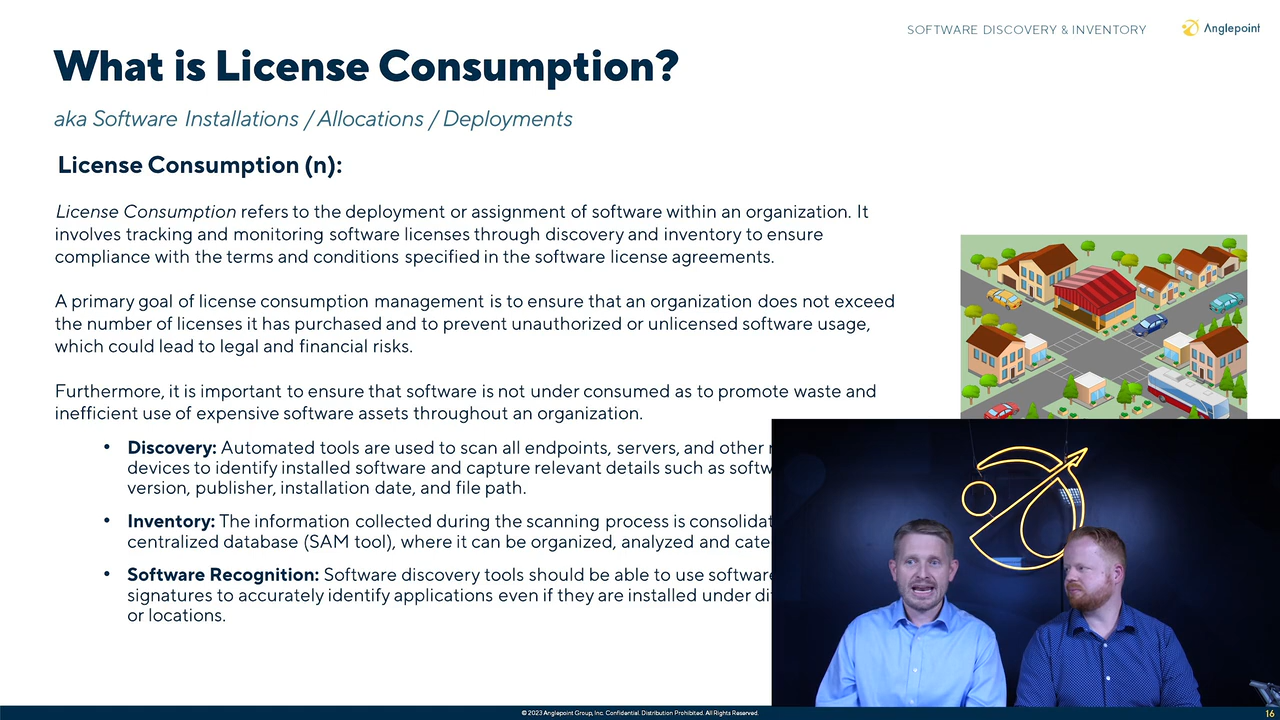 SOFTWARE DISCOVERY & INVENTORY
Anglepoint
What is License Consumption?
aka Software Installations / Allocations / Deployments
License Consumption (n):
License Consumption refers to the deployment or assignment of software within an organization. It
involves tracking and monitoring software licenses through discovery and inventory to ensure
compliance with the terms and conditions specified in the software license agreements.
A primary goal of license consumption management is to ensure that an organization does not exceed
the number of licenses it has purchased and to prevent unauthorized or unlicensed software usage,
which could lead to legal and financial risks.
Furthermore, it is important to ensure that software is not under consumed as to promote waste and
inefficient use of expensive software assets throughout an organization.
• Discovery: Automated tools are used to scan all endpoints, servers, and other
devices to identify installed software and capture relevant details such as softw
version, publisher, installation date, and file path.
• Inventory: The information collected during the scanning process is consolidat
centralized database (SAM tool), where it can be organized, analyzed and cate
• Software Recognition: Software discovery tools should be able to use software
signatures to accurately identify applications even if they are installed under di
or locations.
© 2023 Anglepoint Group, Inc. Confidential. Distribution Prohibited. All Rights Reserved.
16